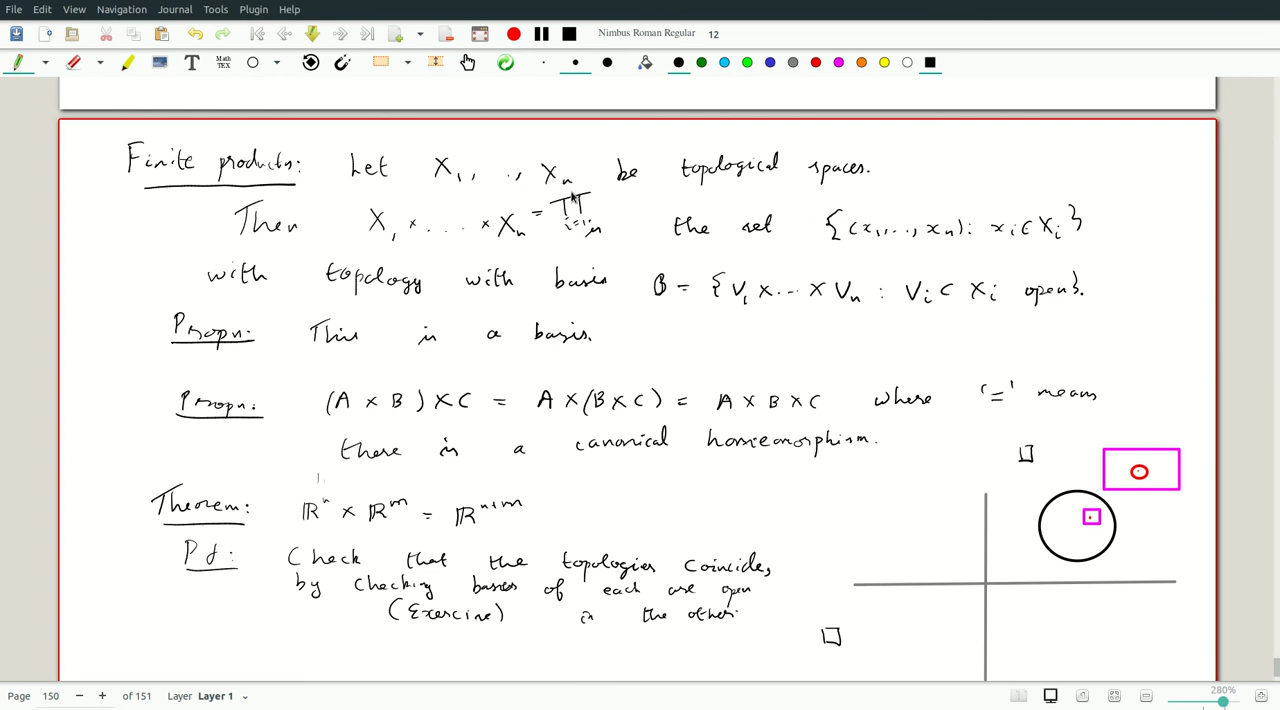 File Edit View Navigation Journal Tools Plugin Help
Nimbus Roman Regular 12
Finite products: Let X₁, . ., Xₙ be topological spaces.
Then X₁ × . . . . × Xₙ = ∏ᵢ₌₁ⁿ is the set {(x₁,..., xₙ): xᵢ ∈ Xᵢ}
with topology with basis B = {V₁ × ... × Vₙ : Vᵢ ⊂ Xᵢ open}.
Propn: This is a basis.
Propn: (A × B) × C = A × (B × C) = A × B × C where '=' means
there is a canonical homeomorphism. □
Theorem: ℝⁿ × ℝᵐ = ℝⁿ⁺ᵐ
Pf: Check that the topologies coincide,
by checking bases of each are open
(Exercise) in the other. □
Page 150 − + of 151 Layer Layer 1 280%